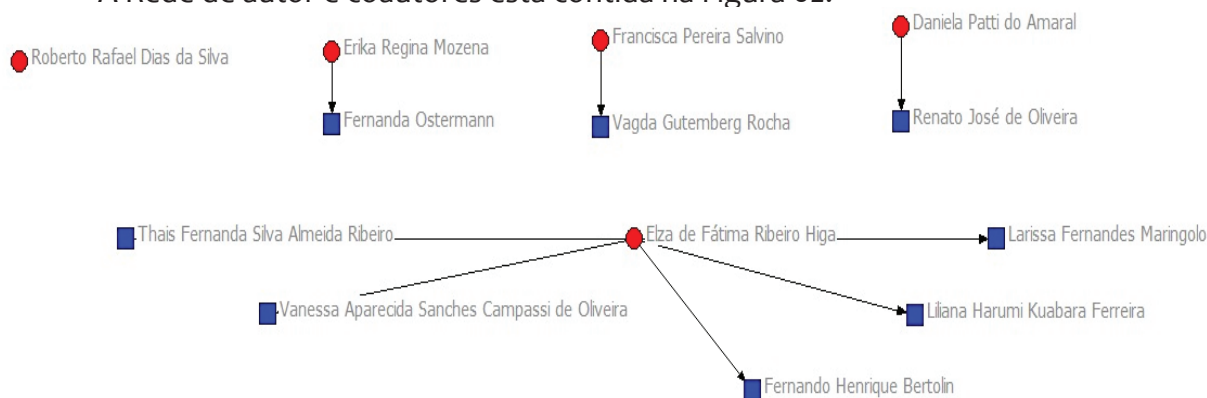 A Rede de autor e coautores está contida na Figura 02.
Roberto Rafael Dias da Silva
Erika Regina Mozena
Francisca Pereira Salvino
Daniela Patti do Amaral
Fernanda Ostermann
Vagda Gutemberg Rocha
Renato José de Oliveira
Thais Fernanda Silva Almeida Ribeiro
Elza de Fátima Ribeiro Higa
Larissa Fernandes Maringolo
Vanessa Aparecida Sanches Campassi de Oliveira
Liliana Harumi Kuabara Ferreira
Fernando Henrique Bertolin